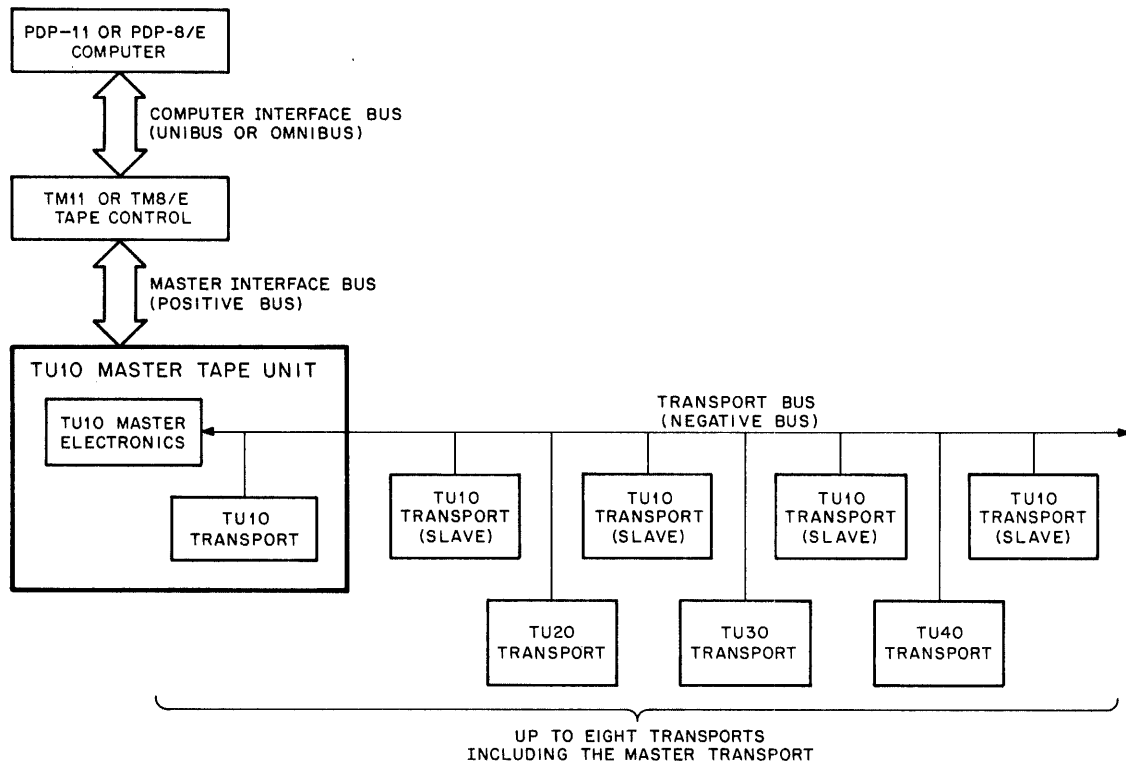 PDP-11 OR PDP-8/E
COMPUTER
COMPUTER INTERFACE BUS
(UNIBUS OR OMNIBUS)
TM11 OR TM8/E
TAPE CONTROL
MASTER INTERFACE BUS
(POSITIVE BUS)
TU10 MASTER TAPE UNIT
TU10 MASTER
ELECTRONICS
TRANSPORT BUS
(NEGATIVE BUS)
TU10
TRANSPORT
TU10
TRANSPORT
(SLAVE)
TU10
TRANSPORT
(SLAVE)
TU10
TRANSPORT
(SLAVE)
TU10
TRANSPORT
(SLAVE)
TU20
TRANSPORT
TU30
TRANSPORT
TU40
TRANSPORT
UP TO EIGHT TRANSPORTS
INCLUDING THE MASTER TRANSPORT